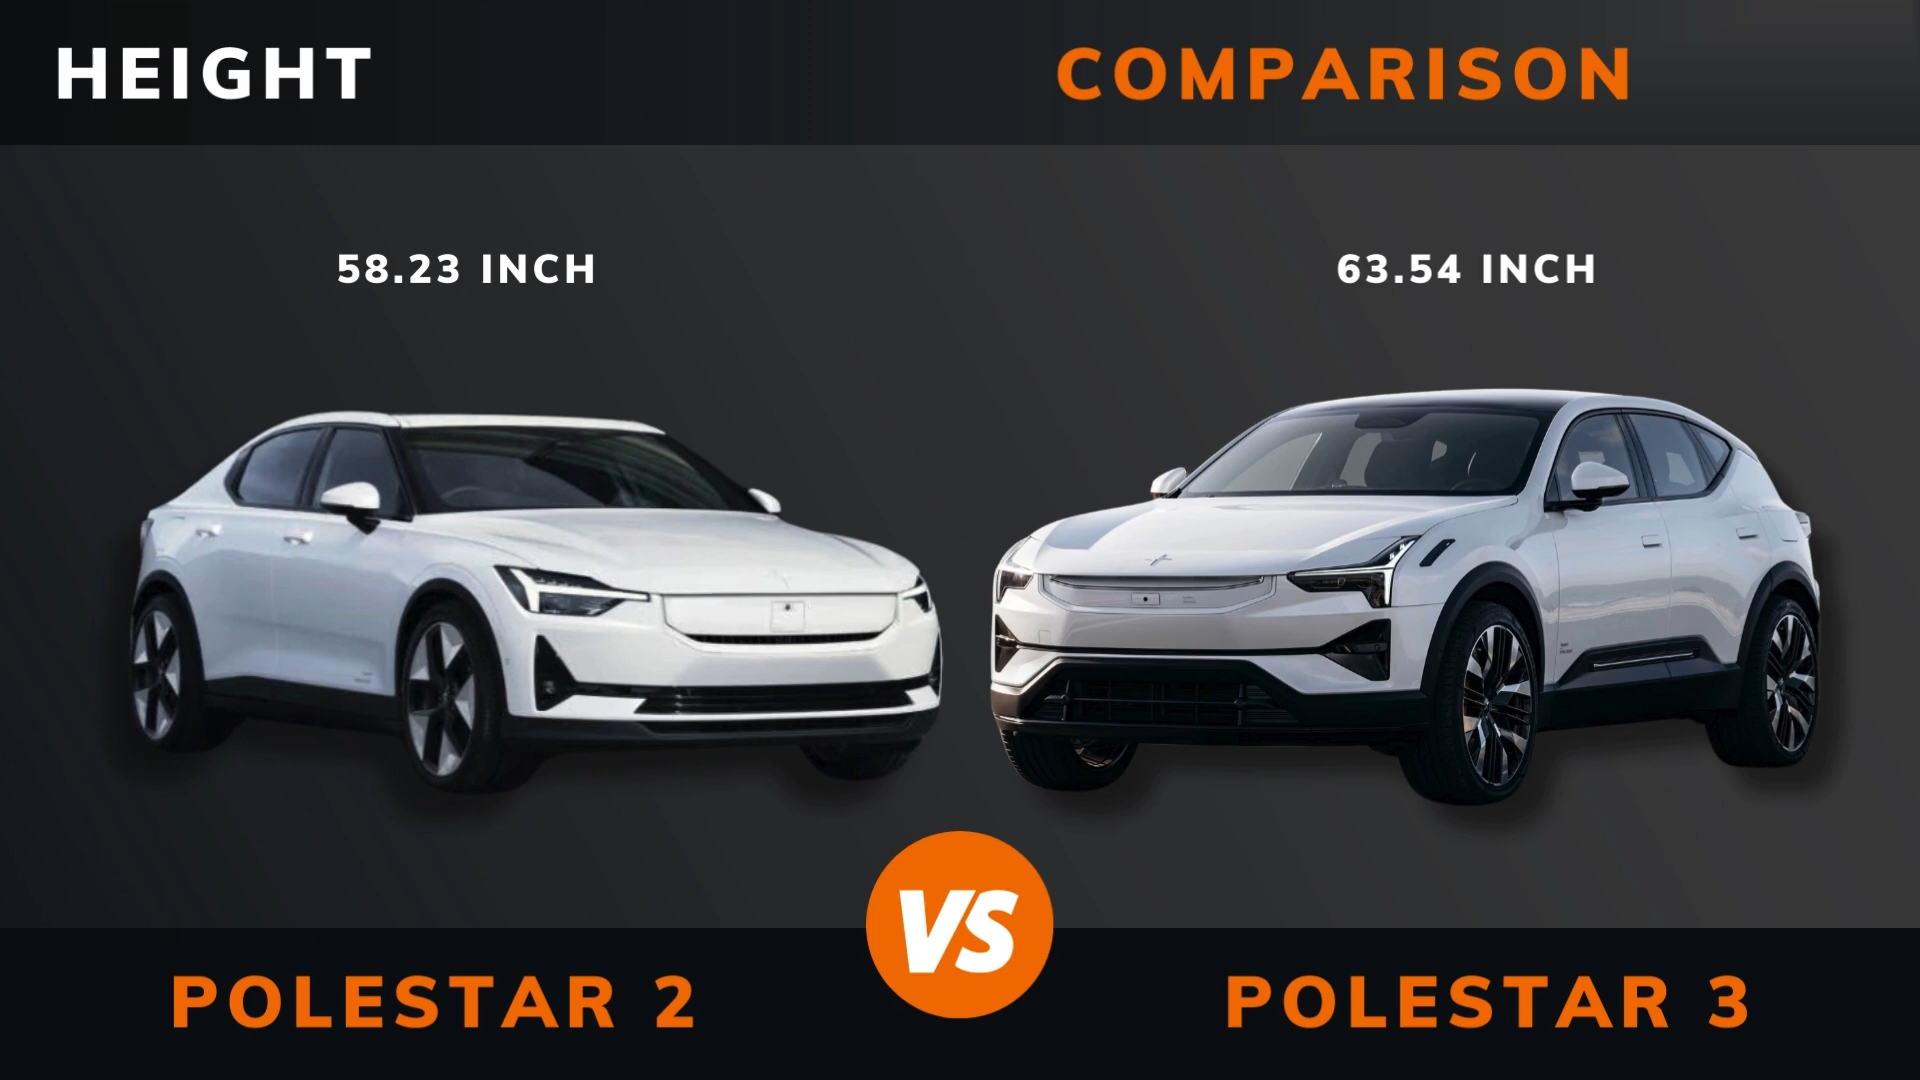 HEIGHT COMPARISON
58.23 INCH
63.54 INCH
VS
POLESTAR 2
POLESTAR 3